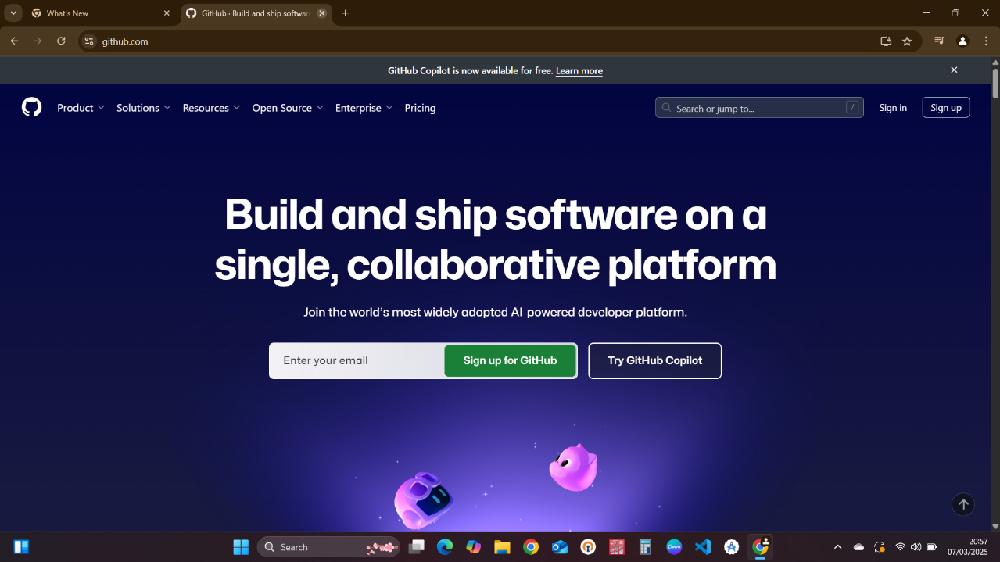 What's New
GitHub · Build and ship softwar
github.com
GitHub Copilot is now available for free. Learn more
Product
Solutions
Resources
Open Source
Enterprise
Pricing
Search or jump to...
/
Sign in
Sign up
Build and ship software on a
single, collaborative platform
Join the world's most widely adopted AI-powered developer platform.
Enter your email
Sign up for GitHub
Try GitHub Copilot
Search
Canva
20:57
07/03/2025